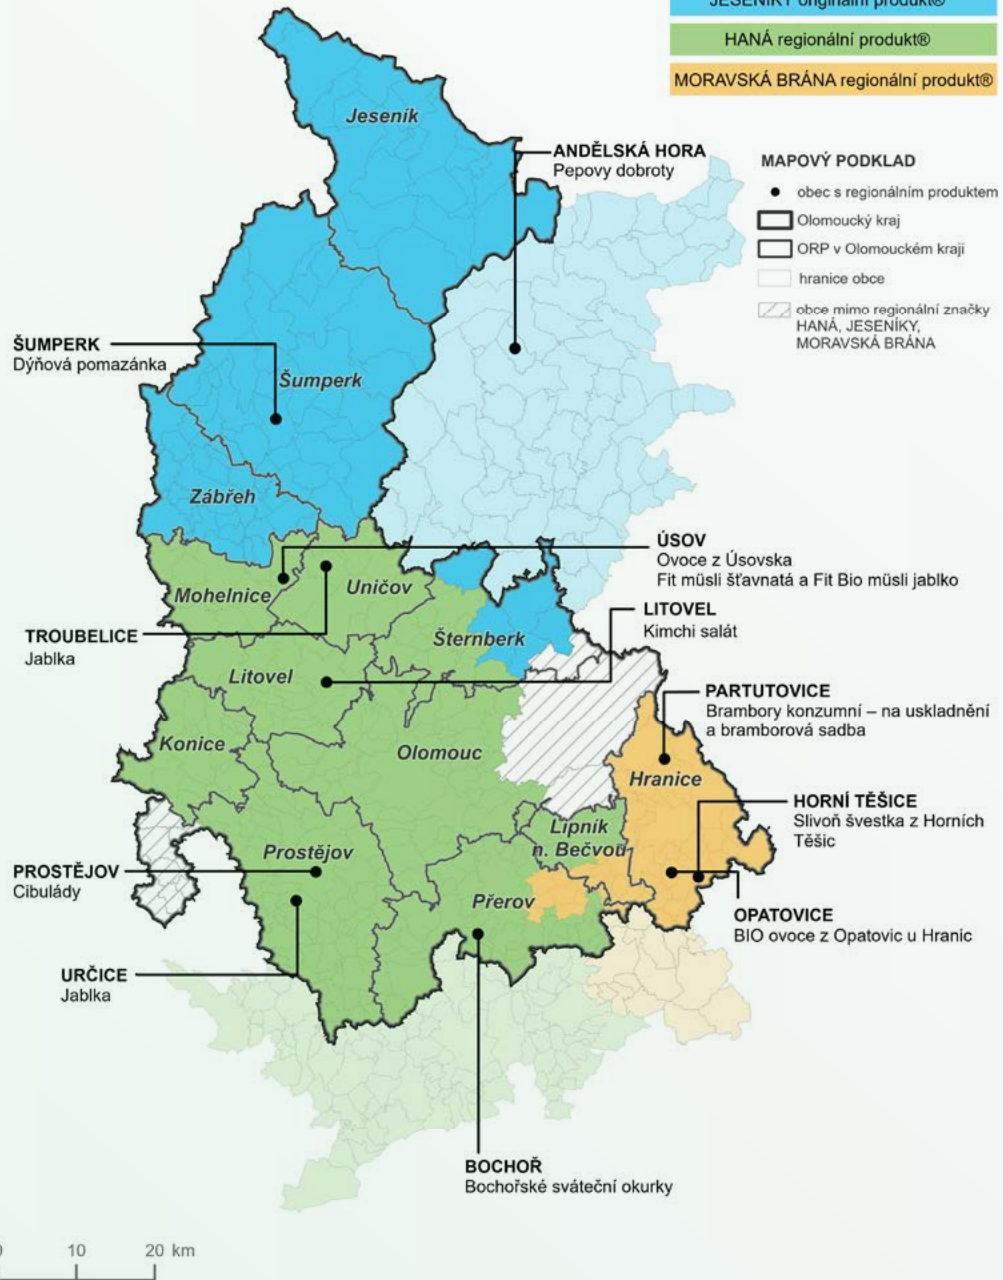 JESENÍKY originální produkt®
HANÁ regionální produkt®
MORAVSKÁ BRÁNA regionální produkt®
Jeseník
ANDĚLSKÁ HORA
Pepovy dobroty
MAPOVÝ PODKLAD
obec s regionálním produktem
Olomoucký kraj
ORP v Olomouckém kraji
hranice obce
obce mimo regionální značky
HANÁ, JESENÍKY,
MORAVSKÁ BRÁNA
ŠUMPERK
Dýňová pomazánka
Šumperk
Zábřeh
ÚSOV
Ovoce z Úsovska
Fit müsli šťavnatá a Fit Bio müsli jablko
Mohelnice
Uničov
LITOVEL
Kimchi salát
TROUBELICE
Jablka
Šternberk
Litovel
PARTUTOVICE
Brambory konzumní – na uskladnění
a bramborová sadba
Konice
Olomouc
Hranice
HORNÍ TĚŠICE
Slivoň švestka z Horních
Těšic
Lipník
n. Bečvou
Prostějov
PROSTĚJOV
Cibulády
Přerov
OPATOVICE
BIO ovoce z Opatovic u Hranic
URČICE
Jablka
BOCHOŘ
Bochořské sváteční okurky
0 10 20 km